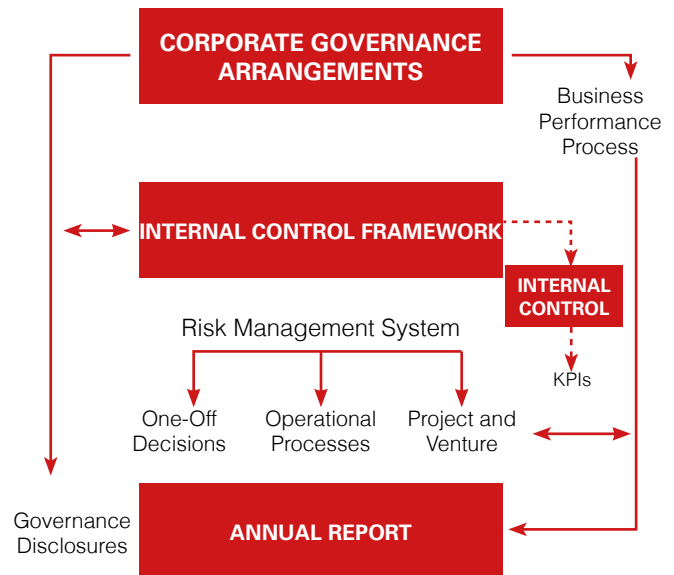 CORPORATE GOVERNANCE
ARRANGEMENTS
Business
Performance
Process
INTERNAL CONTROL FRAMEWORK
INTERNAL
CONTROL
Risk Management System
KPIs
One-Off
Decisions
Operational
Processes
Project and
Venture
Governance
Disclosures
ANNUAL REPORT